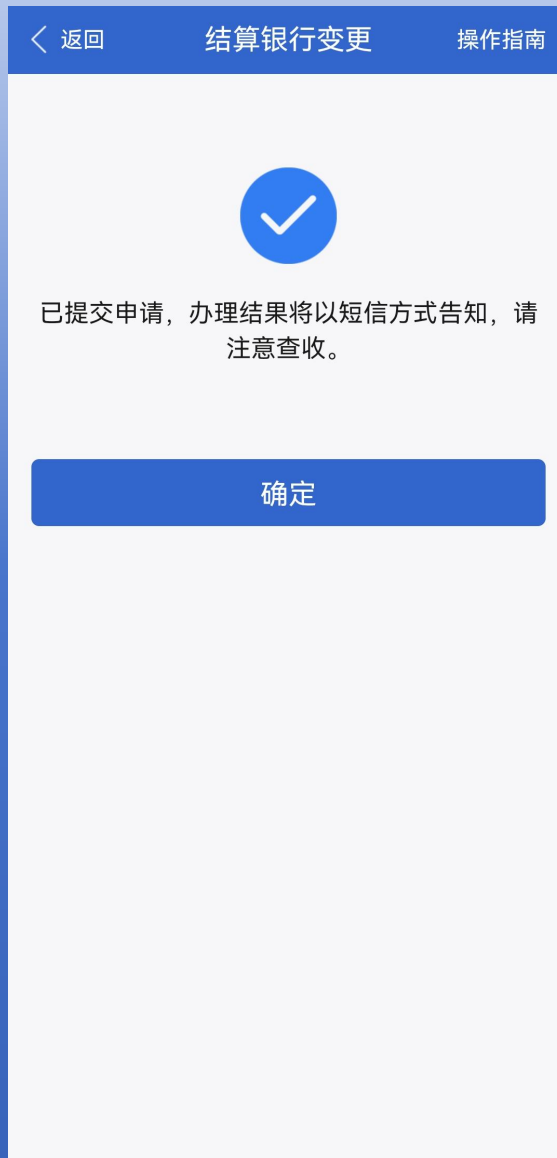 返回 结算银行变更 操作指南
已提交申请，办理结果将以短信方式告知，请
注意查收。
确定